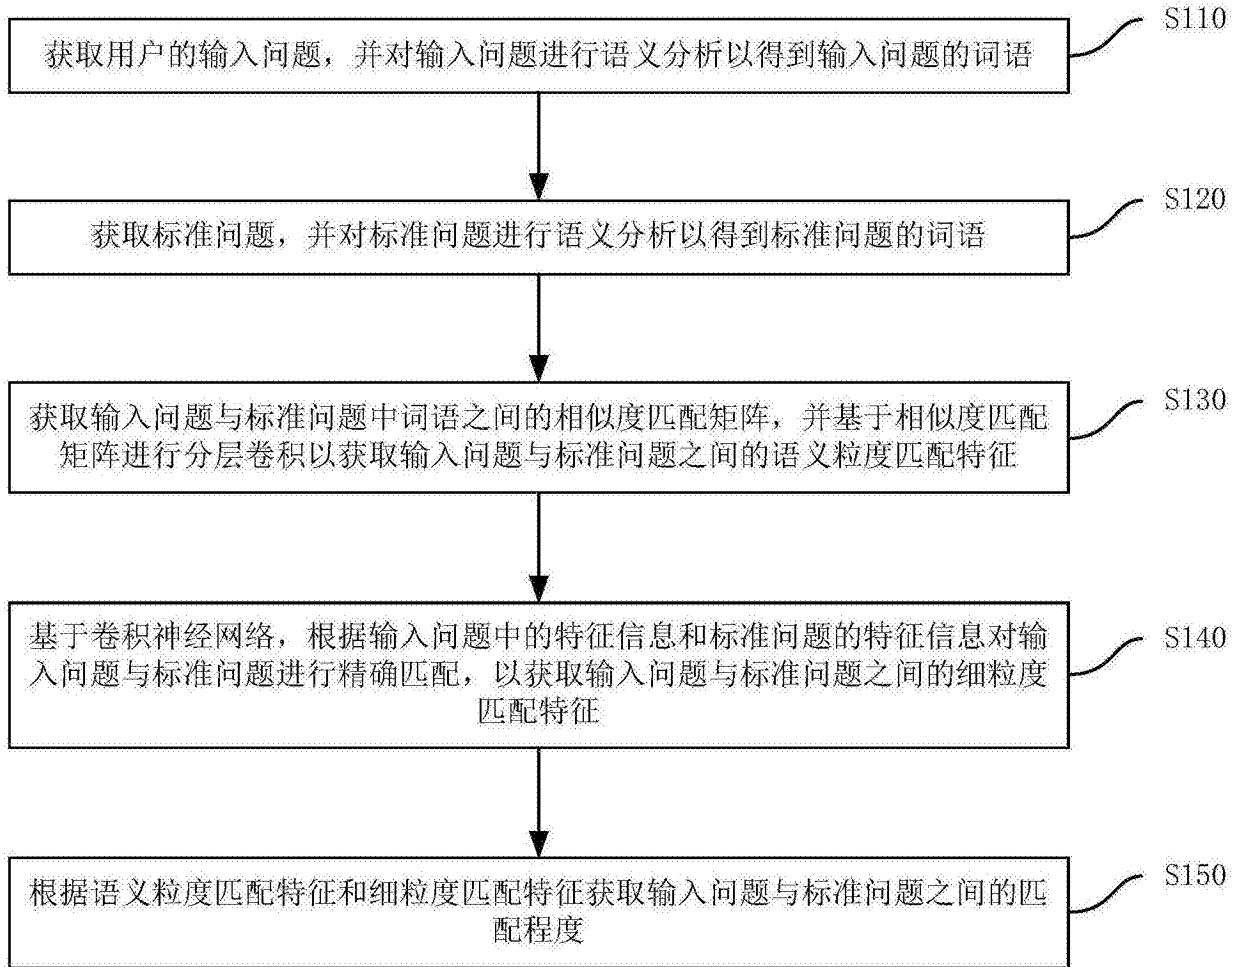 获取用户的输入问题，并对输入问题进行语义分析以得到输入问题的词语
S110
获取标准问题，并对标准问题进行语义分析以得到标准问题的词语
S120
获取输入问题与标准问题中词语之间的相似度匹配矩阵，并基于相似度匹配
矩阵进行分层卷积以获取输入问题与标准问题之间的语义粒度匹配特征
S130
基于卷积神经网络，根据输入问题中的特征信息和标准问题的特征信息对输
入问题与标准问题进行精确匹配，以获取输入问题与标准问题之间的细粒度
匹配特征
S140
根据语义粒度匹配特征和细粒度匹配特征获取输入问题与标准问题之间的匹
配程度
S150